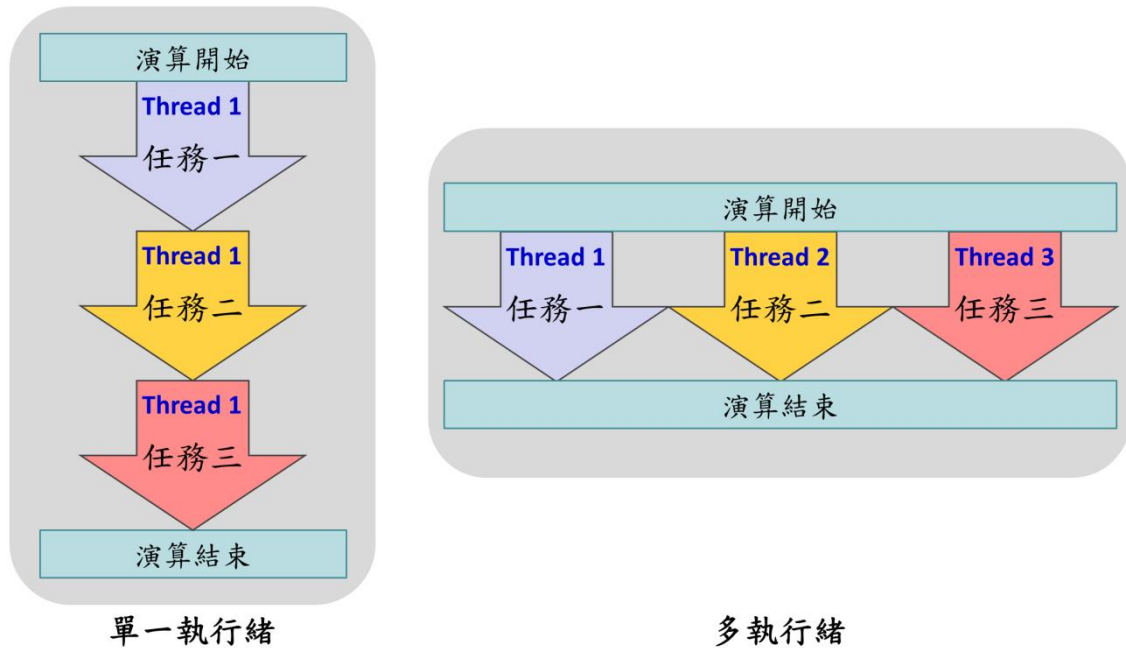 演算開始
Thread 1
任務一
Thread 1
任務二
Thread 1
任務三
演算結束
單一執行緒
演算開始
Thread 1
任務一
Thread 2
任務二
Thread 3
任務三
演算結束
多執行緒